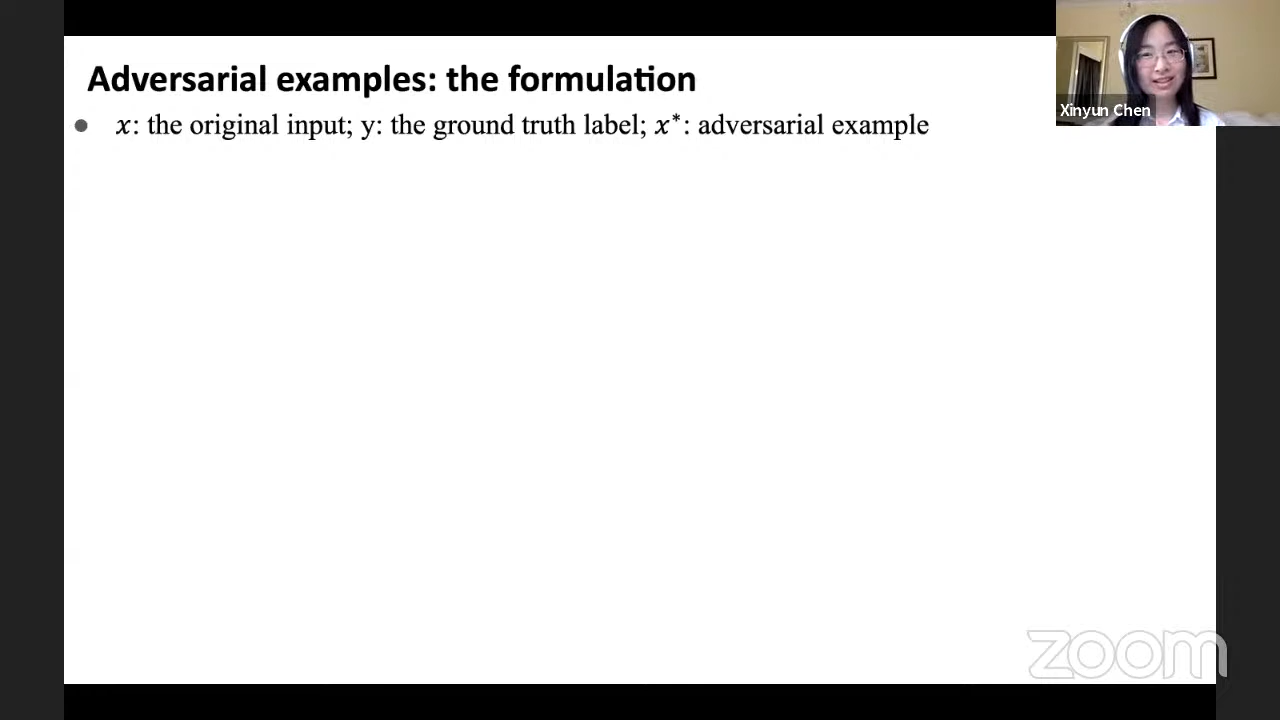 Adversarial examples: the formulation
● x: the original input; y: the ground truth label; x*: adversarial example
Xinyun Chen
zoom